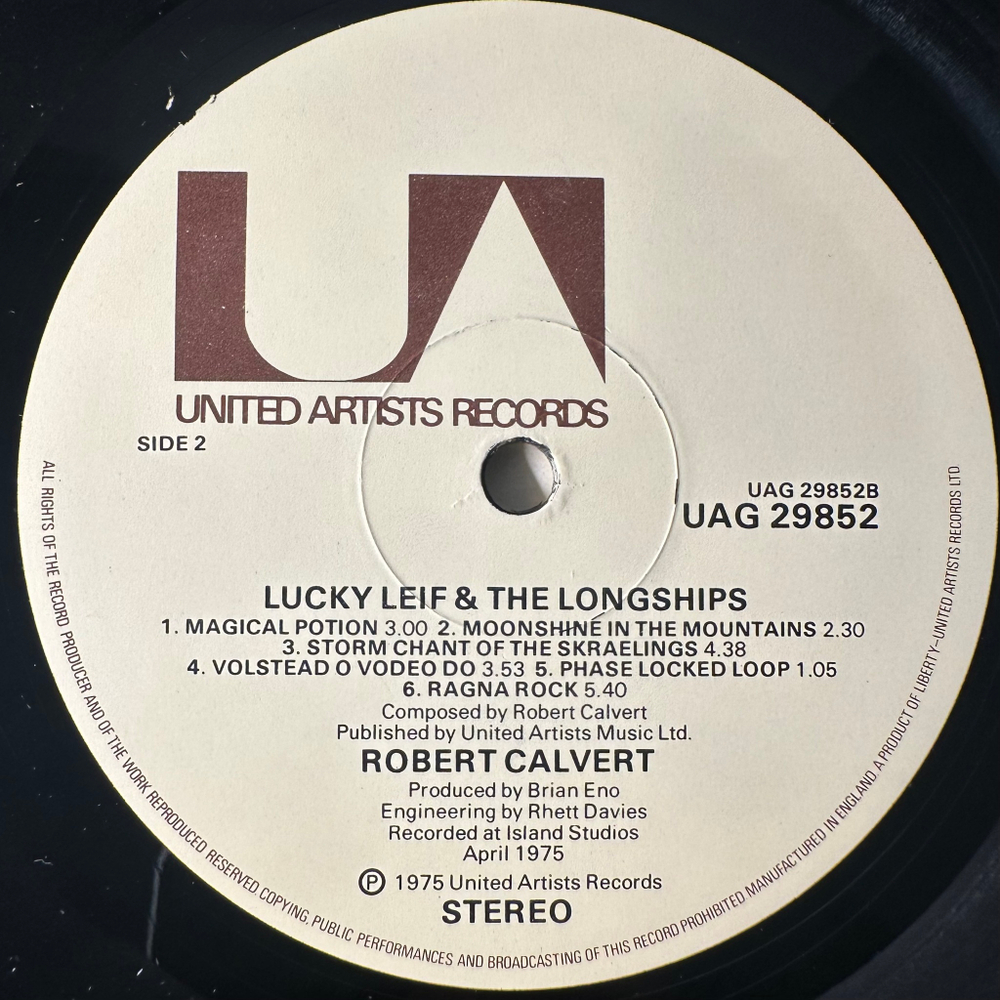 UA
UNITED ARTISTS RECORDS
SIDE 2
UAG 29852B
UAG 29852
LUCKY LEIF & THE LONGSHIPS
1. MAGICAL POTION 3.00 2. MOONSHINE IN THE MOUNTAINS 2.30
3. STORM CHANT OF THE SKRAELINGS 4.38
4. VOLSTEAD O VODEO DO 3.53 5. PHASE LOCKED LOOP 1.05
6. RAGNA ROCK 5.40
Composed by Robert Calvert
Published by United Artists Music Ltd.
ROBERT CALVERT
Produced by Brian Eno
Engineering by Rhett Davies
Recorded at Island Studios
April 1975
Ⓟ 1975 United Artists Records
STEREO
ALL RIGHTS OF THE RECORD PRODUCER AND OF THE WORK REPRODUCED RESERVED. COPYING, PUBLIC PERFORMANCES AND BROADCASTING OF THIS RECORD PROHIBITED MANUFACTURED IN ENGLAND A PRODUCT OF LIBERTY–UNITED ARTISTS RECORDS LTD